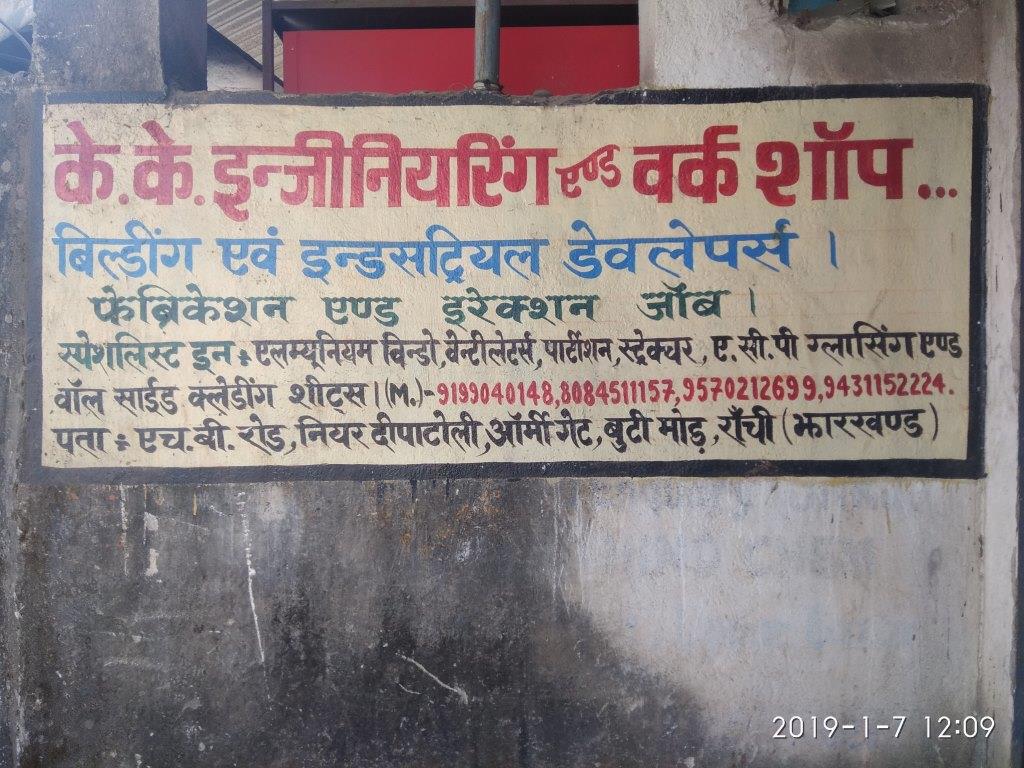 के. के. इन्जीनियरिंग एण्ड वर्क शॉप...
बिल्डींग एवं इन्डसट्रियल डेवलेपर्स ।
फेब्रिकेशन एण्ड इरेक्शन जॉब ।
स्पेशलिस्ट इन : एलम्यूनियम विन्डो, वेन्टीलेटर्स, पार्टीशन, स्ट्रेक्चर, ए. सी. पी ग्लासिंग एण्ड
वॉल साईड क्लेडींग शीट्स । (M.)-9199040148,8084511157,9570212699,9431152224.
पता : एच. बी. रोड, नियर दीपाटोली, ऑर्मी गेट, बुटी मोड़, राँची (झारखण्ड)
2019-1-7 12:09